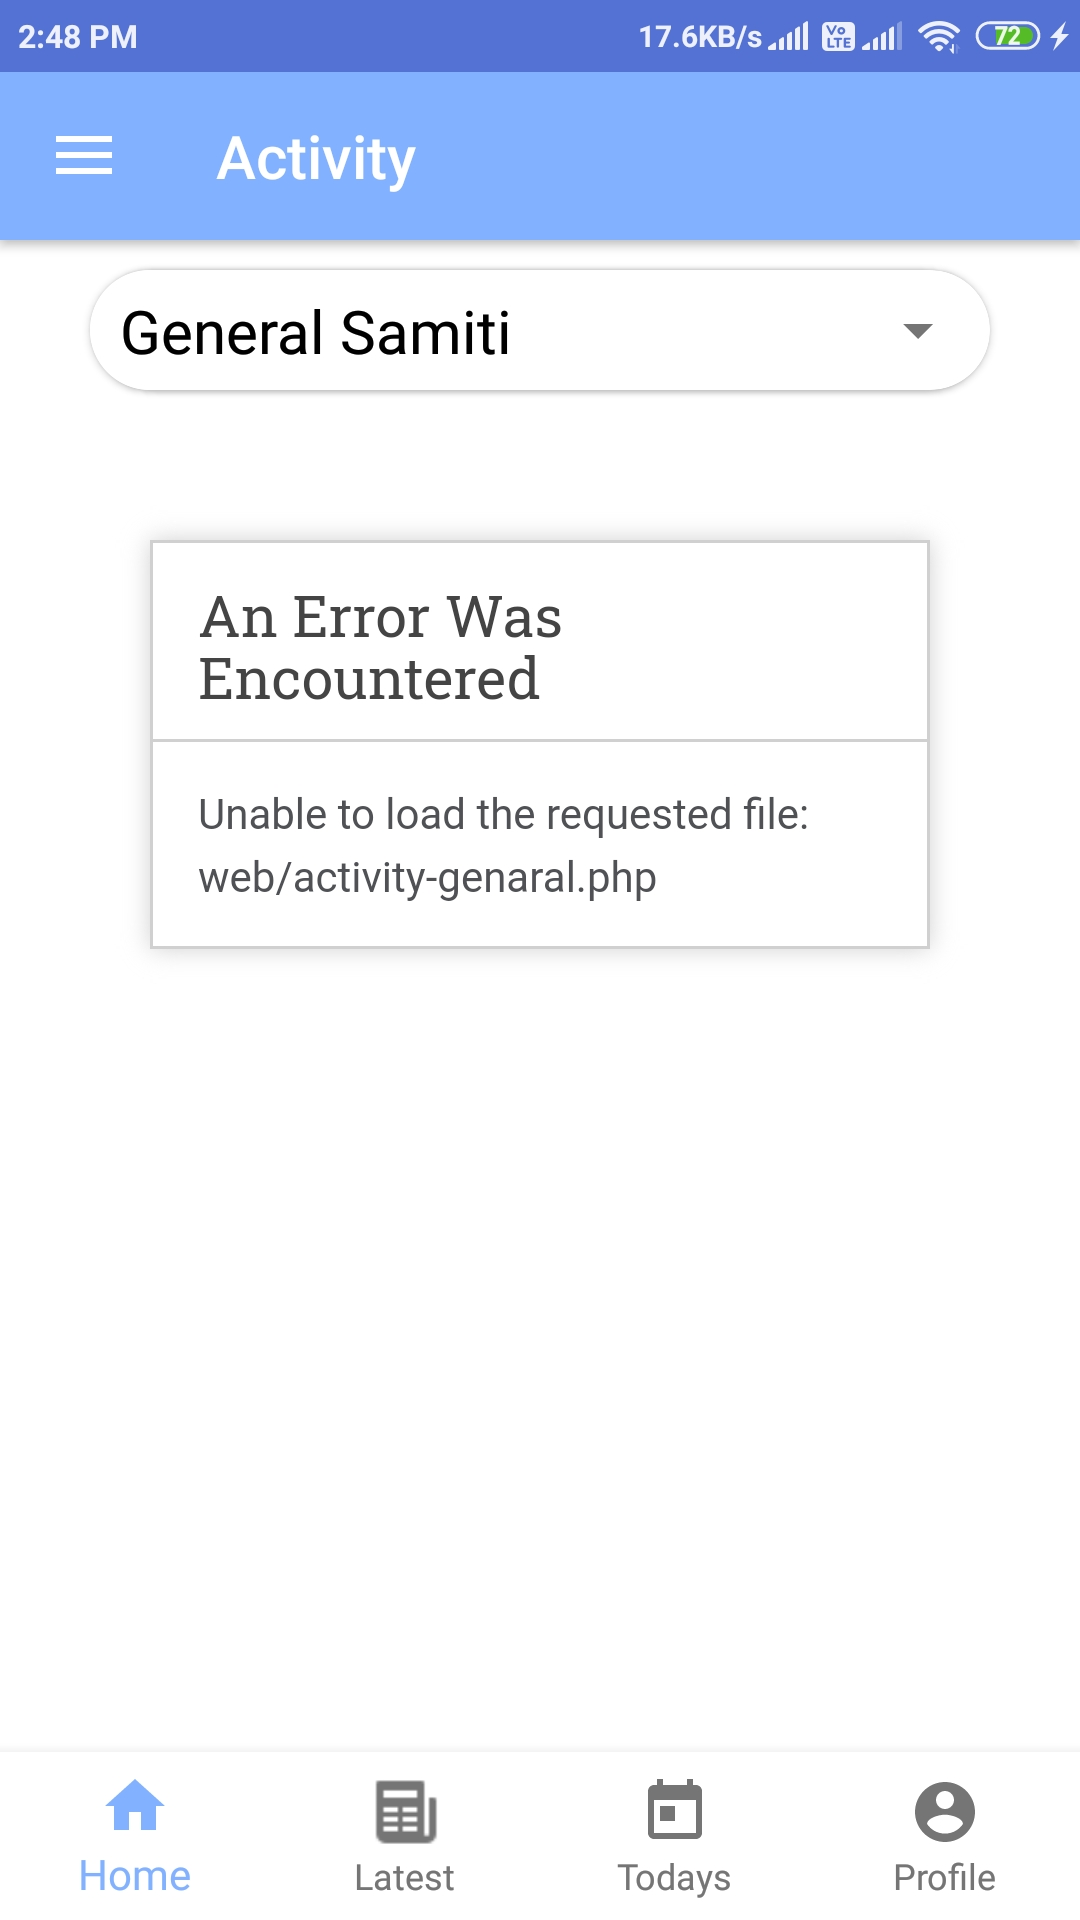 2:48 PM 17.6KB/s Vo LTE 72
Activity
General Samiti
An Error Was
Encountered
Unable to load the requested file:
web/activity-genaral.php
Home Latest Todays Profile